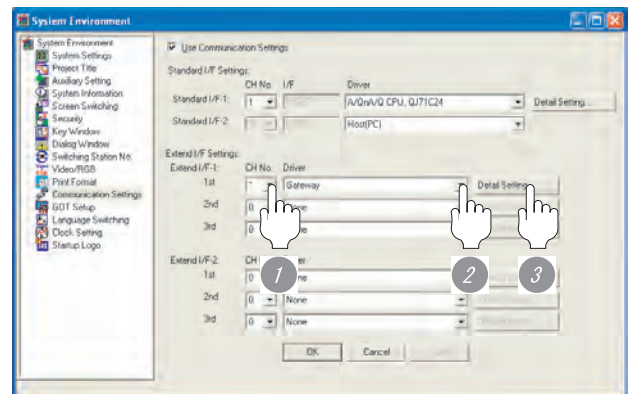 System Environment
System Environment
System Settings
Project Title
Auxiliary Setting
System Information
Screen Switching
Security
Key Window
Dialog Window
Switching Station No.
Video/RGB
Print Format
Communication Settings
GOT Setup
Language Switching
Clock Setting
Startup Logo
Use Communication Settings
Standard I/F Settings:
CH No. I/F Driver
Standard I/F-1: 1 A/QnA/Q CPU, QJ71C24 Detail Setting...
Standard I/F-2: Host(PC)
Extend I/F Settings:
Extend I/F-1: CH No. Driver
1st * Gateway Detail Setting...
2nd 0
3rd 0
Extend I/F-2: CH
1st 0
2nd 0 None
3rd 0 None
1
2
3
OK Cancel